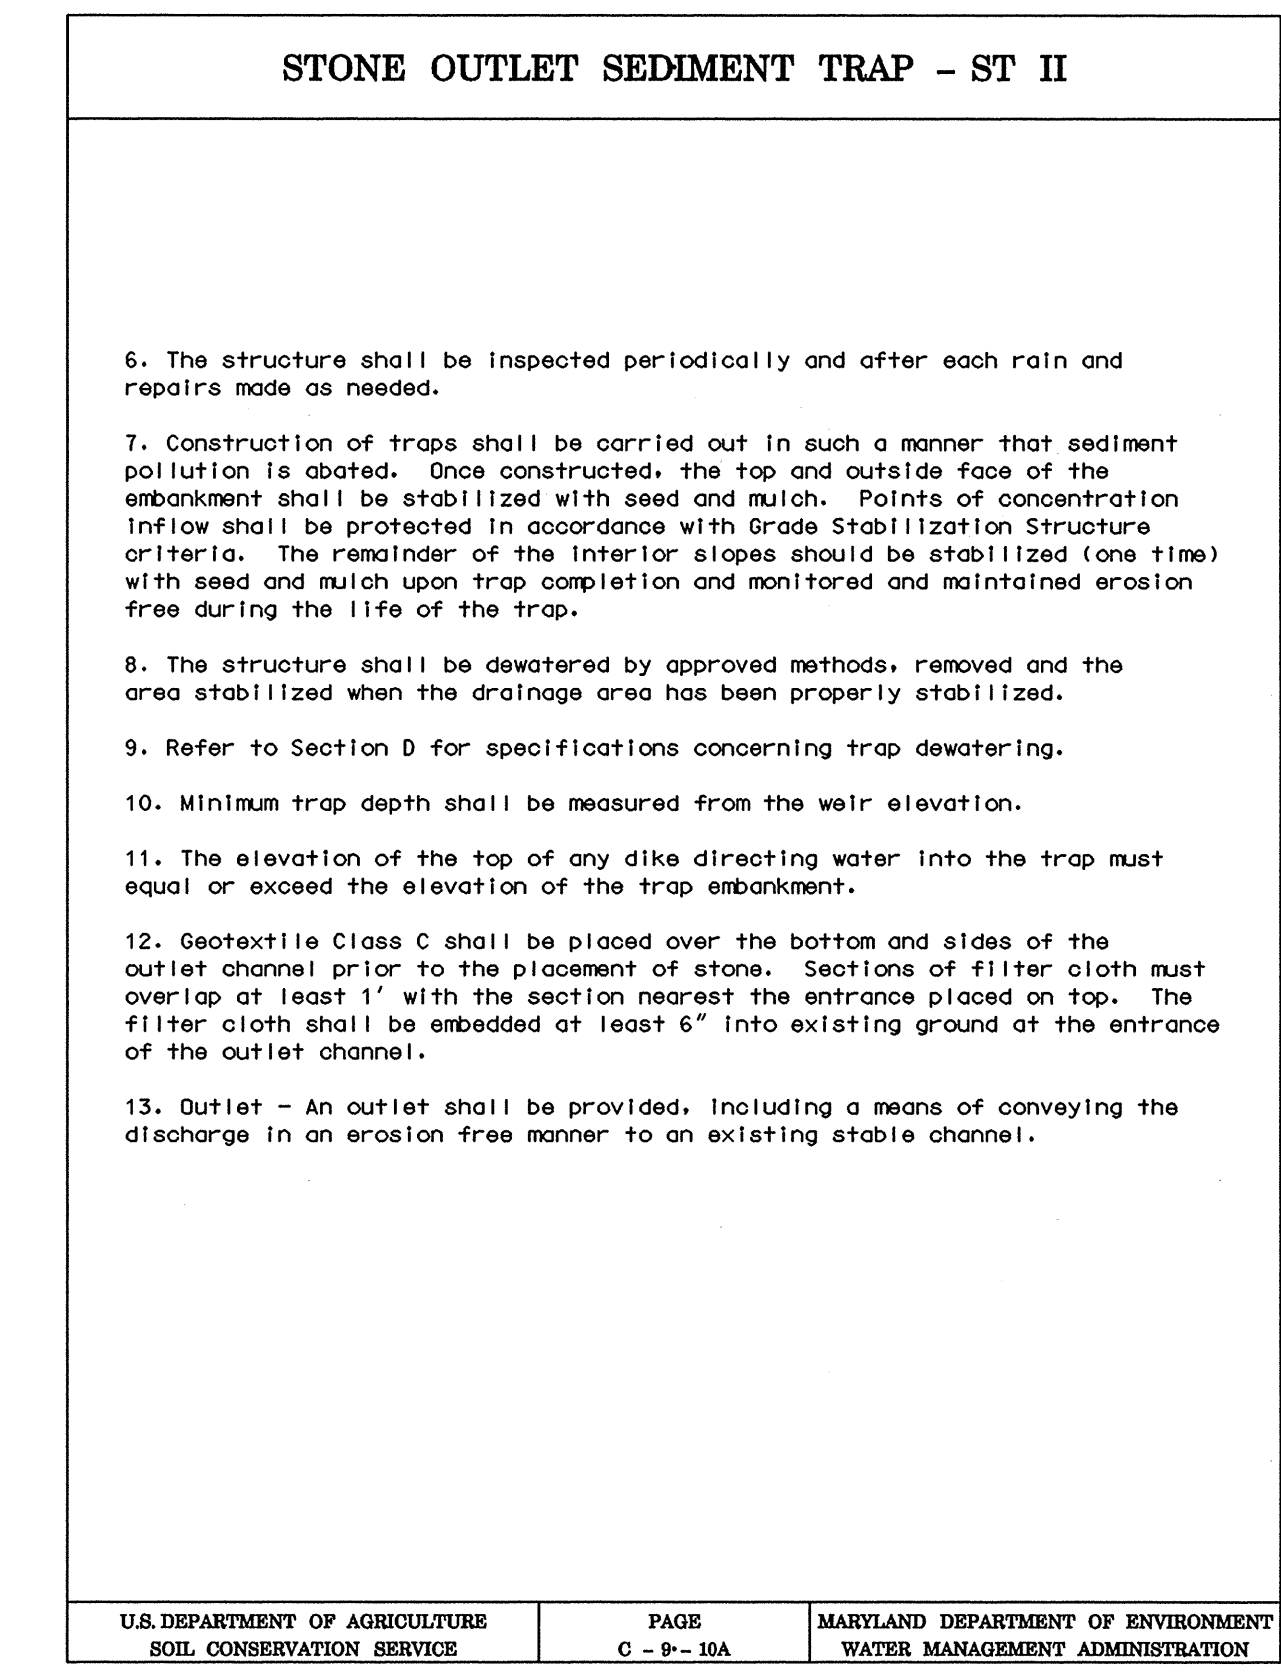 STONE OUTLET SEDIMENT TRAP - ST II
6. The structure shall be inspected periodically and after each rain and
repairs made as needed.
7. Construction of traps shall be carried out in such a manner that sediment
pollution is abated. Once constructed, the top and outside face of the
embankment shall be stabilized with seed and mulch. Points of concentration
inflow shall be protected in accordance with Grade Stabilization Structure
criteria. The remainder of the interior slopes should be stabilized (one time)
with seed and mulch upon trap completion and monitored and maintained erosion
free during the life of the trap.
8. The structure shall be dewatered by approved methods, removed and the
area stabilized when the drainage area has been properly stabilized.
9. Refer to Section D for specifications concerning trap dewatering.
10. Minimum trap depth shall be measured from the weir elevation.
11. The elevation of the top of any dike directing water into the trap must
equal or exceed the elevation of the trap embankment.
12. Geotextile Class C shall be placed over the bottom and sides of the
outlet channel prior to the placement of stone. Sections of filter cloth must
overlap at least 1' with the section nearest the entrance placed on top. The
filter cloth shall be embedded at least 6" into existing ground at the entrance
of the outlet channel.
13. Outlet - An outlet shall be provided, including a means of conveying the
discharge in an erosion free manner to an existing stable channel.
U.S. DEPARTMENT OF AGRICULTURE
SOIL CONSERVATION SERVICE
PAGE
C - 9 - 10A
MARYLAND DEPARTMENT OF ENVIRONMENT
WATER MANAGEMENT ADMINISTRATION